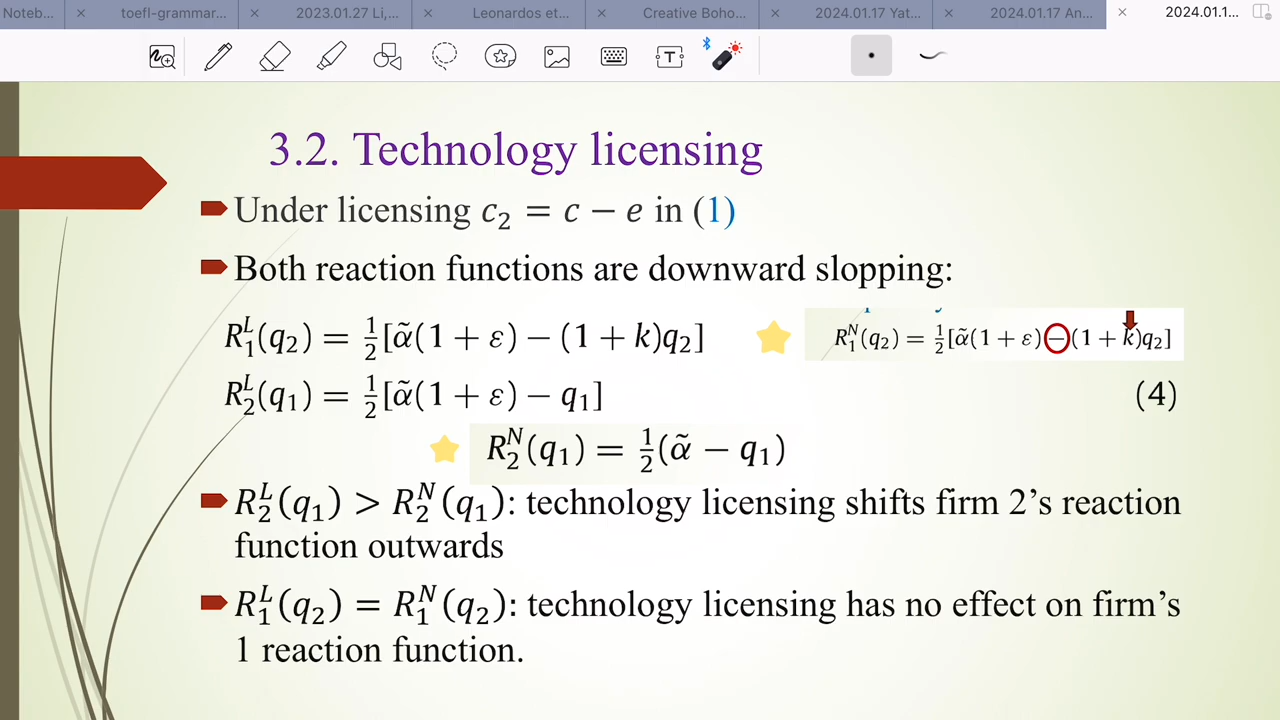 Noteb... × toefl-grammar... × 2023.01.27 Li,... × Leonardos et... × Creative Boho... × 2024.01.17 Yat... × 2024.01.17 An... × 2024.01.1...
3.2. Technology licensing
Under licensing c₂ = c − e in (1)
Both reaction functions are downward slopping:
R₁ᴸ(q₂) = ½[α̃(1 + ε) − (1 + k)q₂] R₁ᴺ(q₂) = ½[α̃(1 + ε) − (1 + k)q₂]
R₂ᴸ(q₁) = ½[α̃(1 + ε) − q₁] (4)
R₂ᴺ(q₁) = ½(α̃ − q₁)
R₂ᴸ(q₁) > R₂ᴺ(q₁): technology licensing shifts firm 2’s reaction
function outwards
R₁ᴸ(q₂) = R₁ᴺ(q₂): technology licensing has no effect on firm’s
1 reaction function.